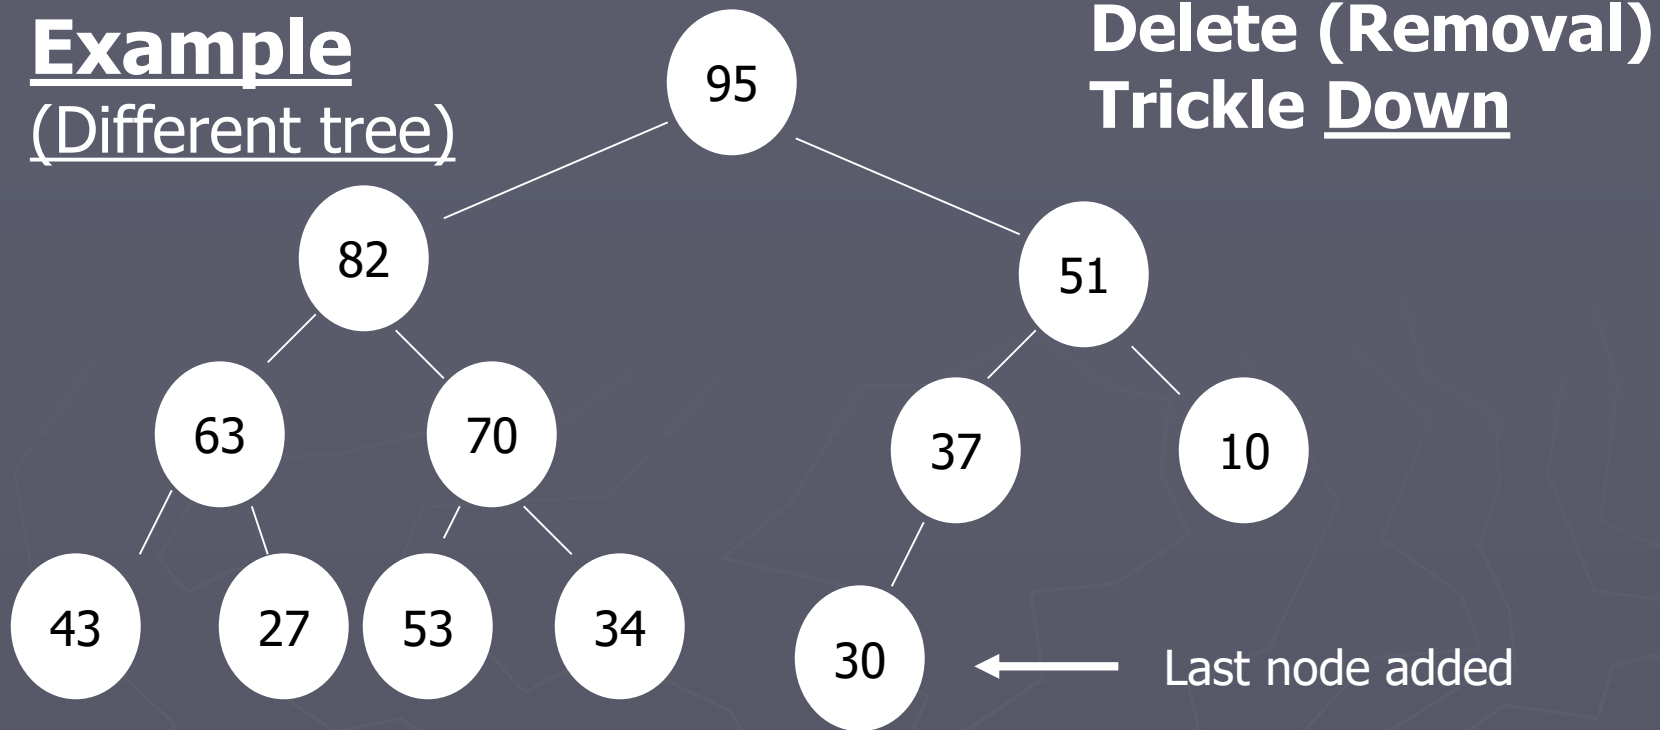 Example
(Different tree)
Delete (Removal)
Trickle Down
95
82
51
63
70
37
10
43
27
53
34
30
Last node added